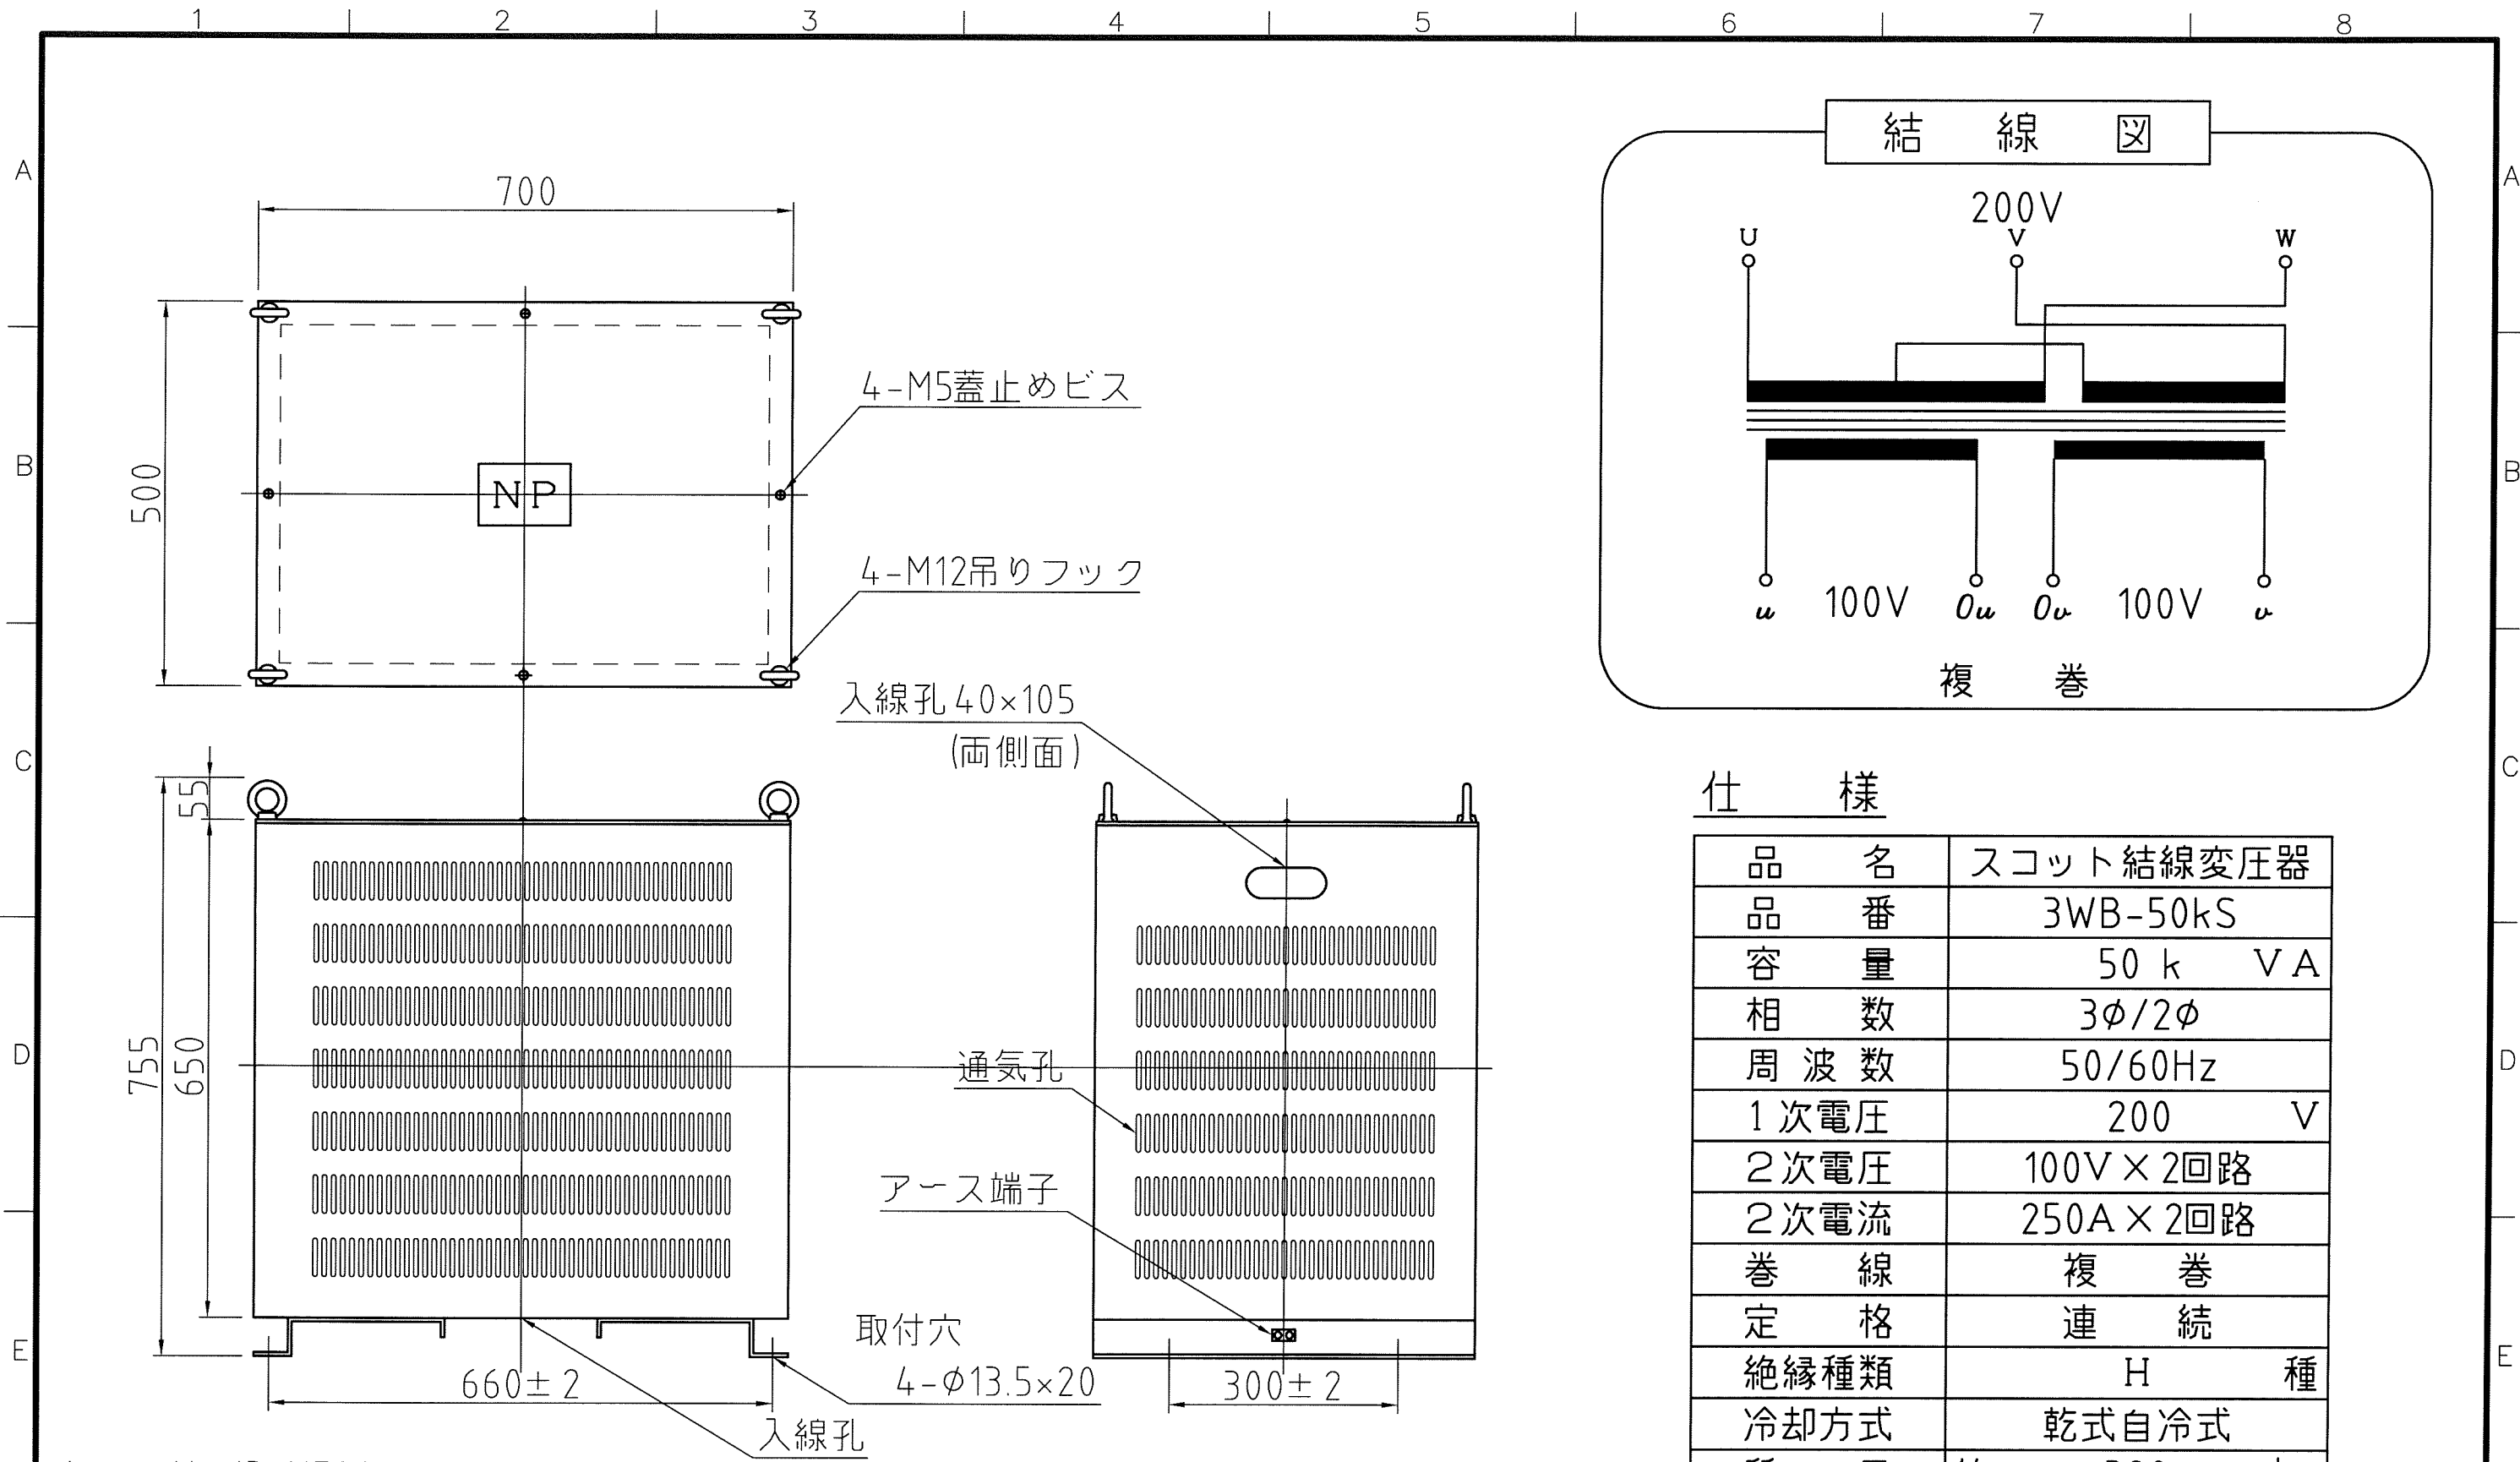 1 2 3 4 5 6 7 8
A A
B B
C C
D D
E E
700
500
NP
4-M5蓋止めビス
4-M12吊りフック
入線孔 40×105
(両側面)
55
755
650
通気孔
アース端子
取付穴
4-φ13.5×20
660±2
300±2
入線孔
結線図
200V
U V W
u 100V 0u 0v 100V v
複巻
仕様
品名 スコット結線変圧器
品番 3WB-50kS
容量 50 k VA
相数 3φ/2φ
周波数 50/60Hz
1次電圧 200 V
2次電圧 100V×2回路
2次電流 250A×2回路
巻線 複巻
定格 連続
絶縁種類 H 種
冷却方式 乾式自冷式